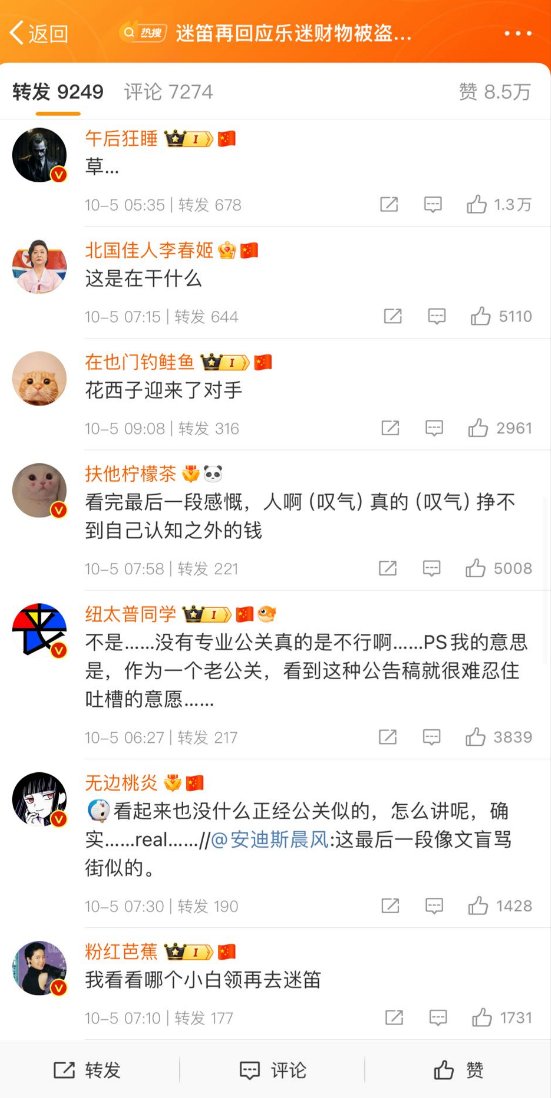 返回
热搜 迷笛再回应乐迷财物被盗...
转发 9249 评论 7274 赞 8.5万
午后狂睡 I
草...
10-5 05:35 | 转发 678 1.3万
北国佳人李春姬
这是在干什么
10-5 07:15 | 转发 644 5110
在也门钓鲑鱼 I
花西子迎来了对手
10-5 09:08 | 转发 316 2961
扶他柠檬茶
看完最后一段感慨，人啊（叹气）真的（叹气）挣不
到自己认知之外的钱
10-5 07:58 | 转发 221 5008
纽太普同学 I
不是……没有专业公关真的是不行啊……PS我的意思
是，作为一个老公关，看到这种公告稿就很难忍住
吐槽的意愿……
10-5 06:27 | 转发 217 3839
无边桃炎
看起来也没什么正经公关似的，怎么讲呢，确
实……real……//@安迪斯晨风:这最后一段像文盲骂
街似的。
10-5 07:30 | 转发 190 1428
粉红芭蕉 I
我看看哪个小白领再去迷笛
10-5 07:10 | 转发 177 1731
转发 评论 赞